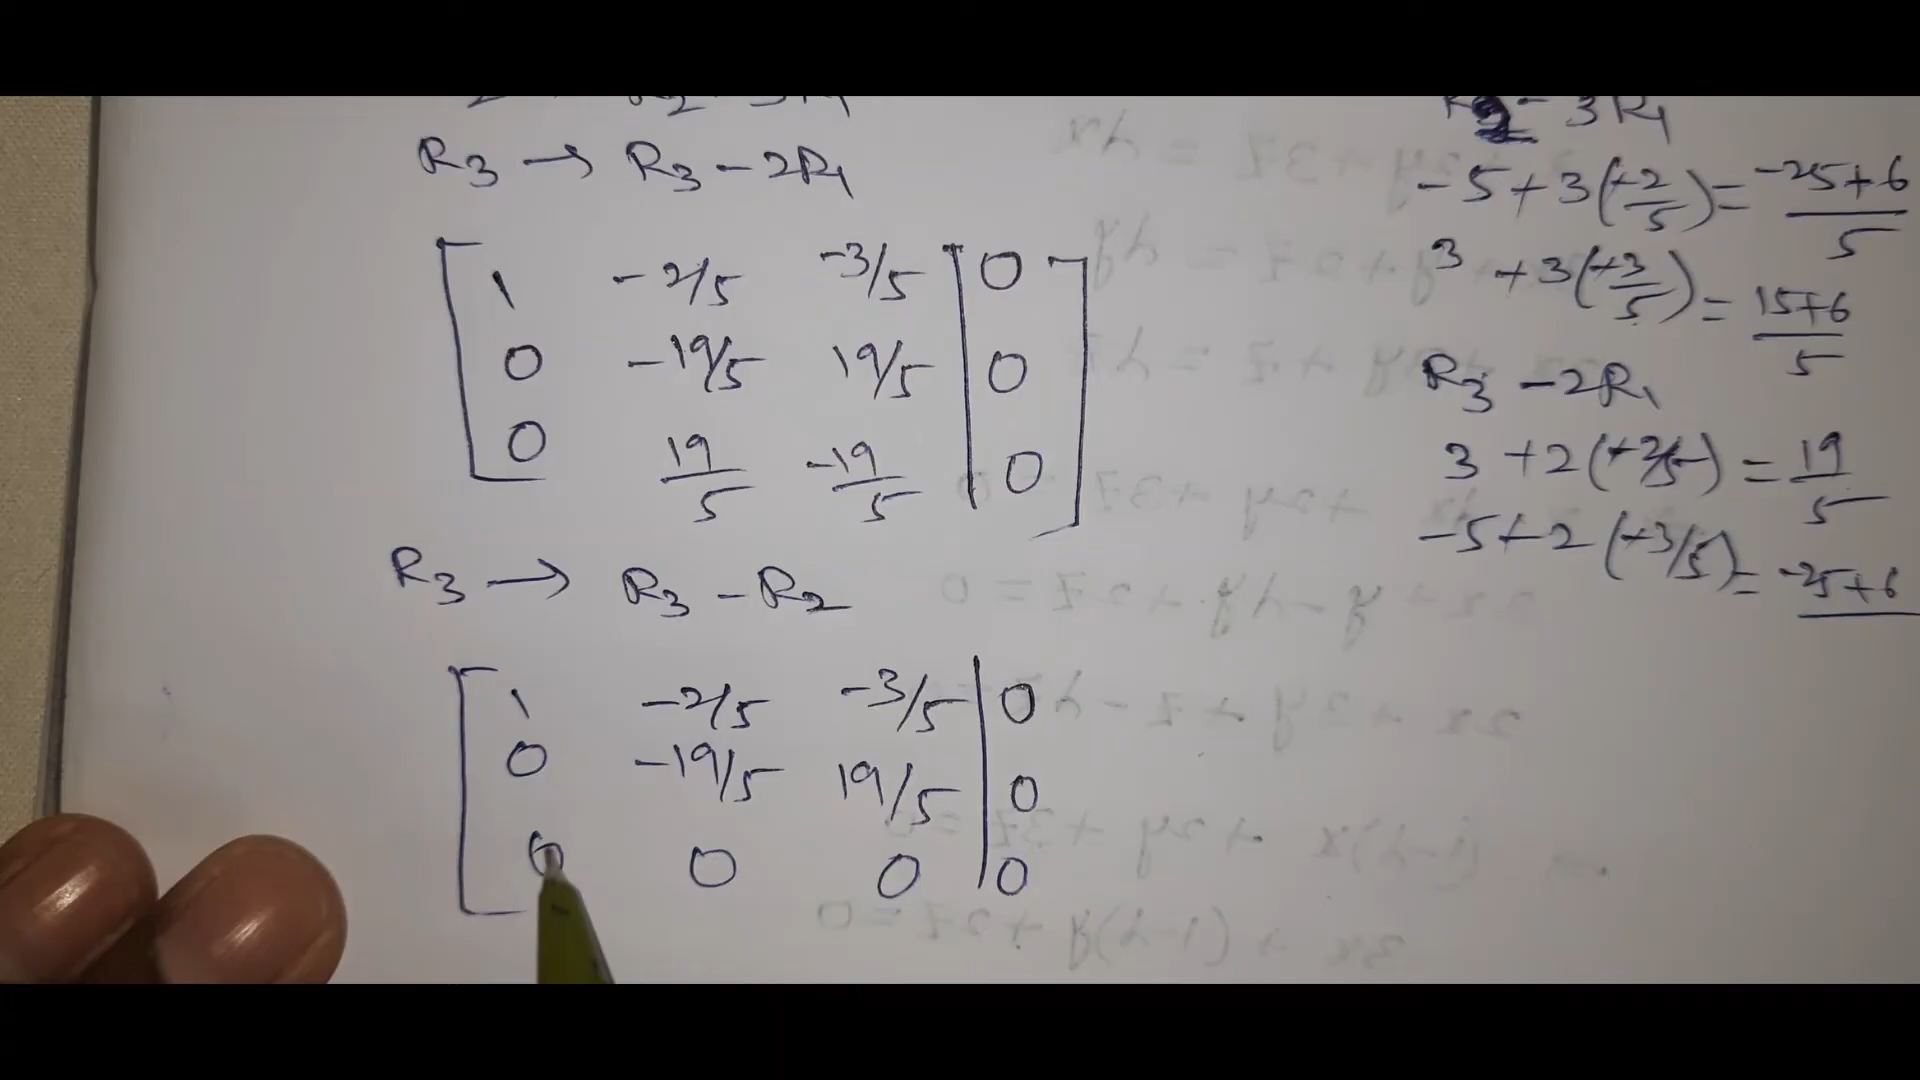 R3 → R3 - 2R1
[ 1 -2/5 -3/5 | 0 ]
0 -19/5 19/5 | 0
0 19/5 -19/5 | 0
R3 → R3 - R2
[ 1 -2/5 -3/5 | 0
0 -19/5 19/5 | 0
0 0 0 | 0
R2 - 3R1
-5 + 3(+2/5) = -25+6/5
3 + 3(+3/5) = 15+6/5
R3 - 2R1
3 + 2(+2/5) = 19/5
-5 + 2(+3/5) = -25+6